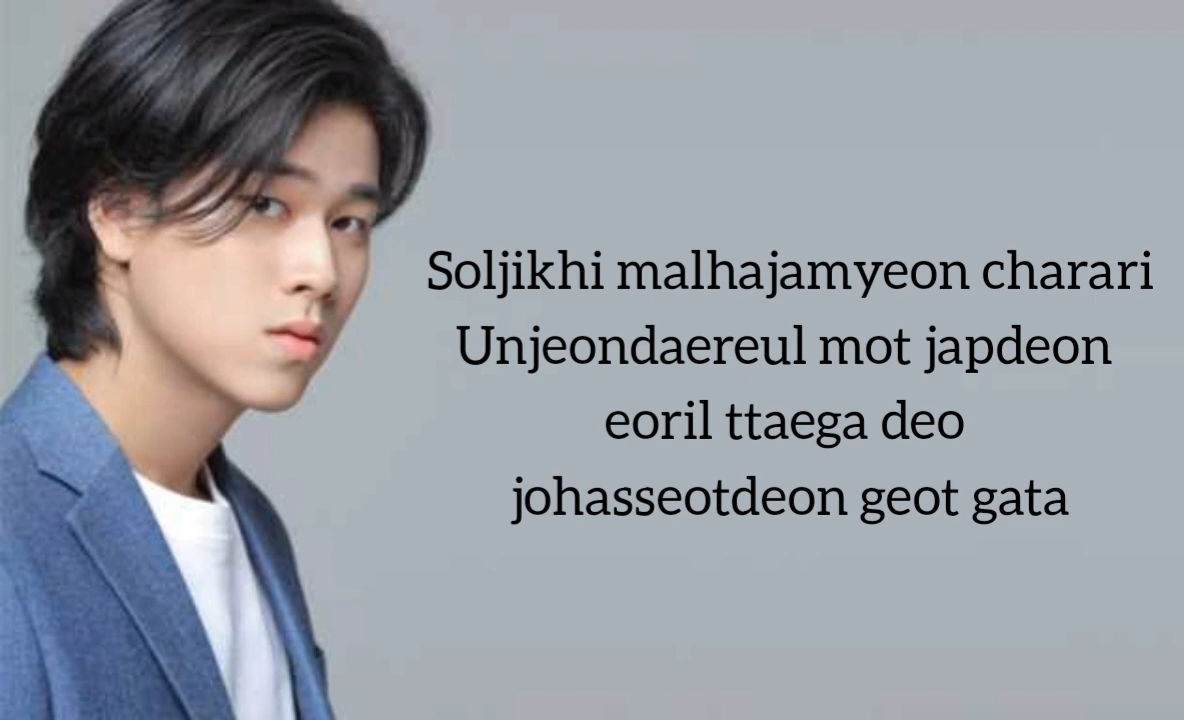 Soljikhi malhajamyeon charari
Unjeondaereul mot japdeon
eoril ttaega deo
johasseotdeon geot gata